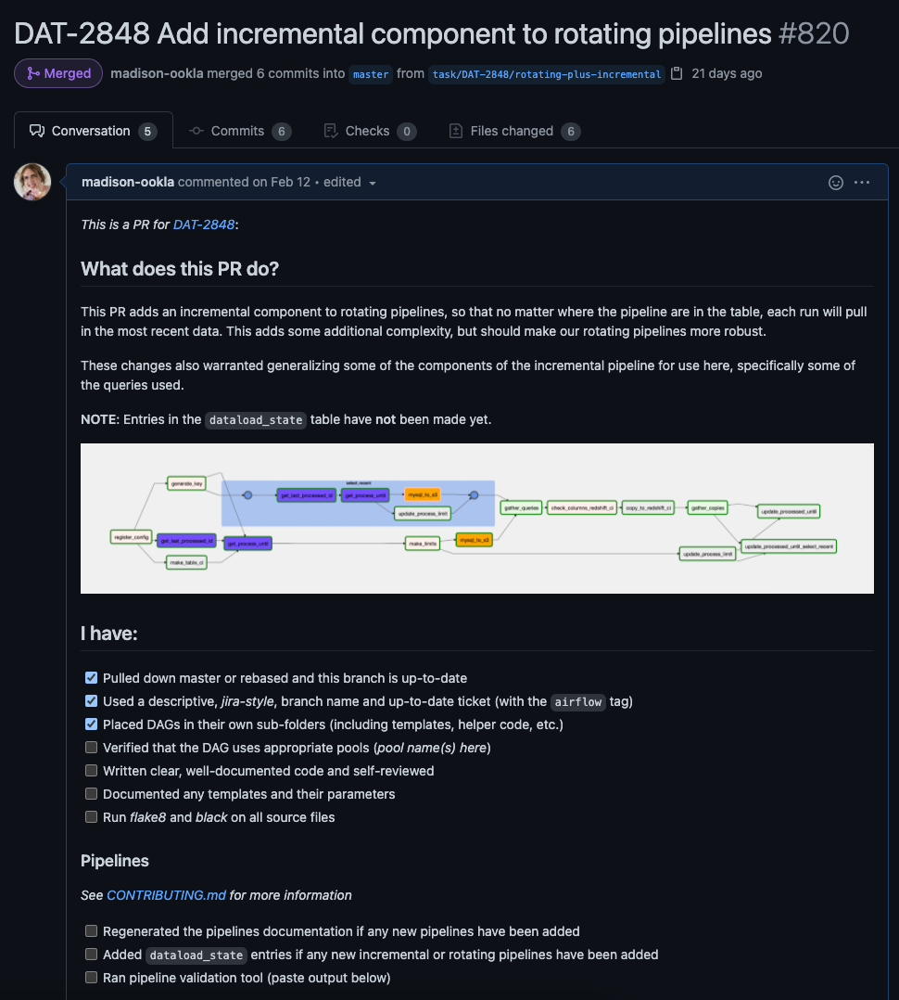 DAT-2848 Add incremental component to rotating pipelines #820
Merged madison-ookla merged 6 commits into master from task/DAT-2848/rotating-plus-incremental 21 days ago
Conversation 5 Commits 6 Checks 0 Files changed 6
madison-ookla commented on Feb 12 • edited
This is a PR for DAT-2848:
What does this PR do?
This PR adds an incremental component to rotating pipelines, so that no matter where the pipeline are in the table, each run will pull
in the most recent data. This adds some additional complexity, but should make our rotating pipelines more robust.
These changes also warranted generalizing some of the components of the incremental pipeline for use here, specifically some of
the queries used.
NOTE: Entries in the dataload_state table have not been made yet.
select_recent
generate_key
get_last_processed_id get_process_until mysql_to_s3
update_process_limit
gather_queries check_columns_redshift_ci copy_to_redshift_ci gather_copies update_processed_until
register_config get_last_processed_id get_process_until make_limits mysql_to_s3
update_process_limit update_processed_until_select_recent
make_table_ci
I have:
Pulled down master or rebased and this branch is up-to-date
Used a descriptive, jira-style, branch name and up-to-date ticket (with the airflow tag)
Placed DAGs in their own sub-folders (including templates, helper code, etc.)
Verified that the DAG uses appropriate pools (pool name(s) here)
Written clear, well-documented code and self-reviewed
Documented any templates and their parameters
Run flake8 and black on all source files
Pipelines
See CONTRIBUTING.md for more information
Regenerated the pipelines documentation if any new pipelines have been added
Added dataload_state entries if any new incremental or rotating pipelines have been added
Ran pipeline validation tool (paste output below)